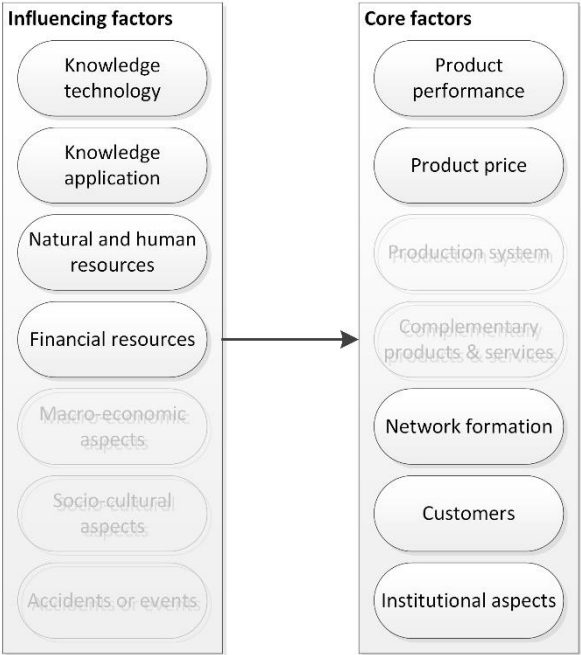 Influencing factors
Knowledge
technology
Knowledge
application
Natural and human
resources
Financial resources
Macro-economic
aspects
Socio-cultural
aspects
Accidents or events
Core factors
Product
performance
Product price
Production system
Complementary
products & services
Network formation
Customers
Institutional aspects